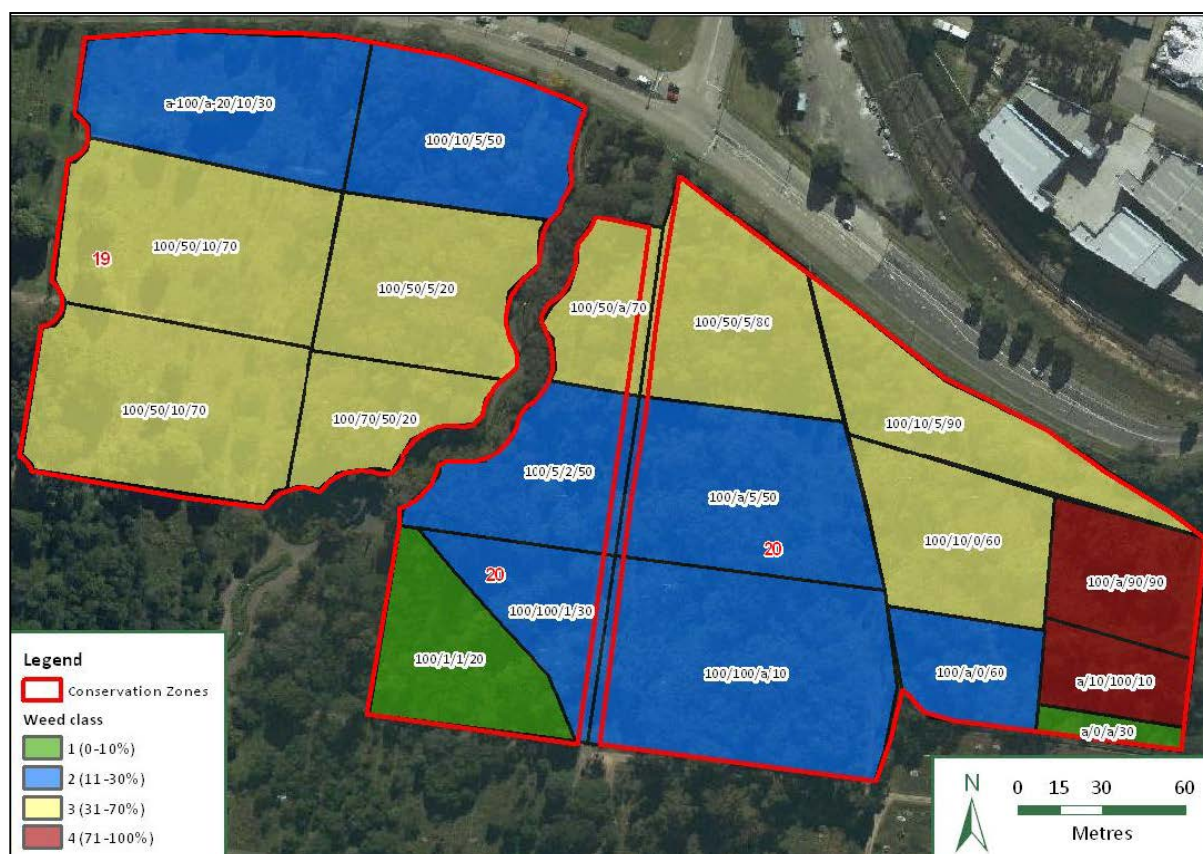 a-100/a-20/10/30
100/10/5/50
100/50/10/70
19
100/50/5/20
100/50/a/70
100/50/5/80
100/50/10/70
100/70/50/20
100/10/5/90
100/5/2/50
100/a/5/50
20
100/10/0/60
100/a/90/90
20
100/100/1/30
100/1/1/20
100/100/a/10
100/a/0/60
a/10/100/10
a/0/a/30
Legend
Conservation Zones
Weed class
1 (0-10%)
2 (11-30%)
3 (31-70%)
4 (71-100%)
N
0 15 30 60
Metres